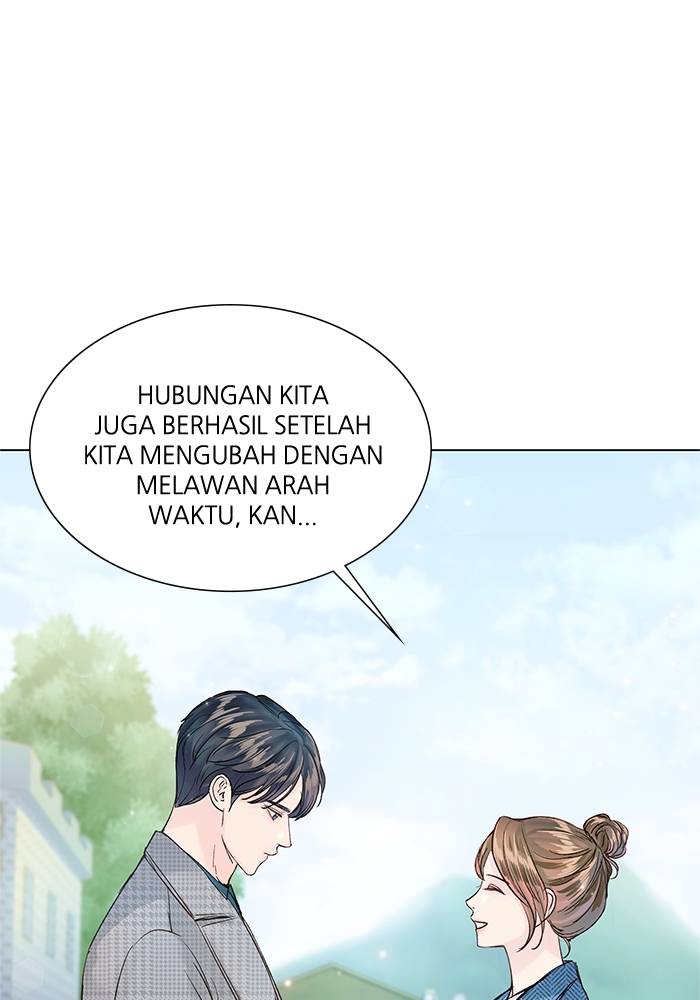 HUBUNGAN KITA
JUGA BERHASIL SETELAH
KITA MENGUBAH DENGAN
MELAWAN ARAH
WAKTU, KAN...